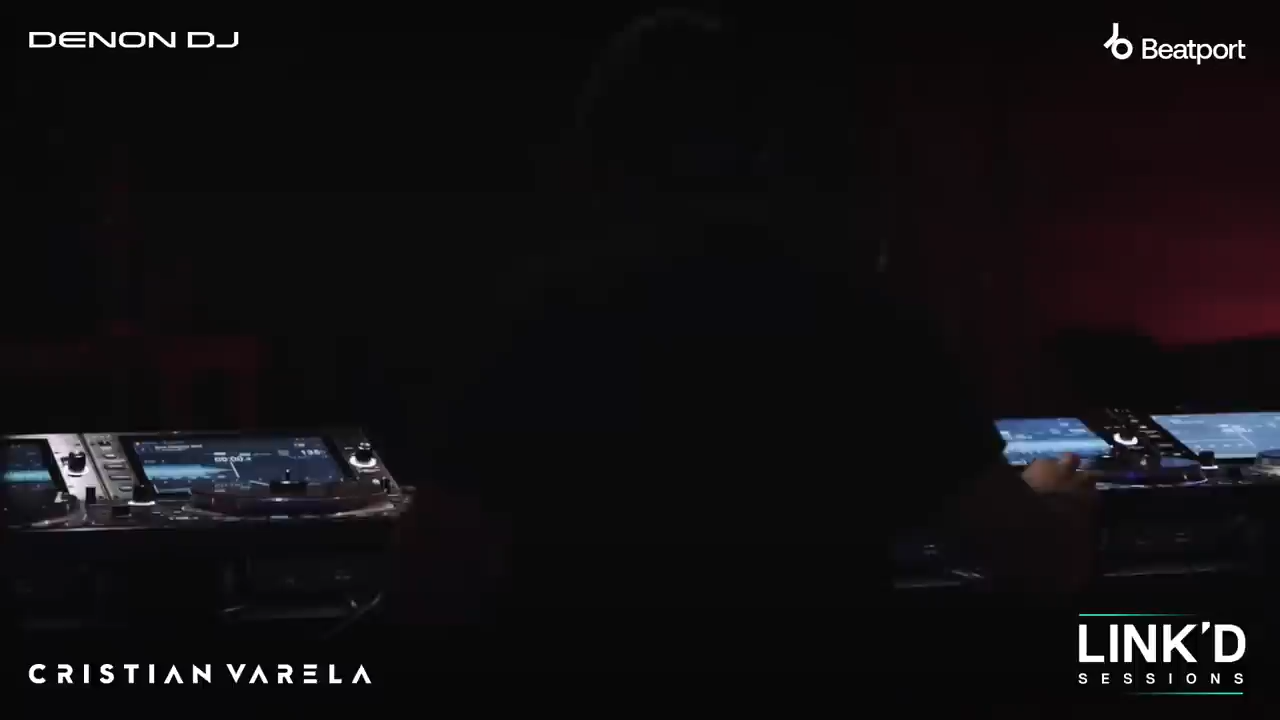 DENON DJ
Beatport
CRISTIAN VARELA
LINK'D
SESSIONS